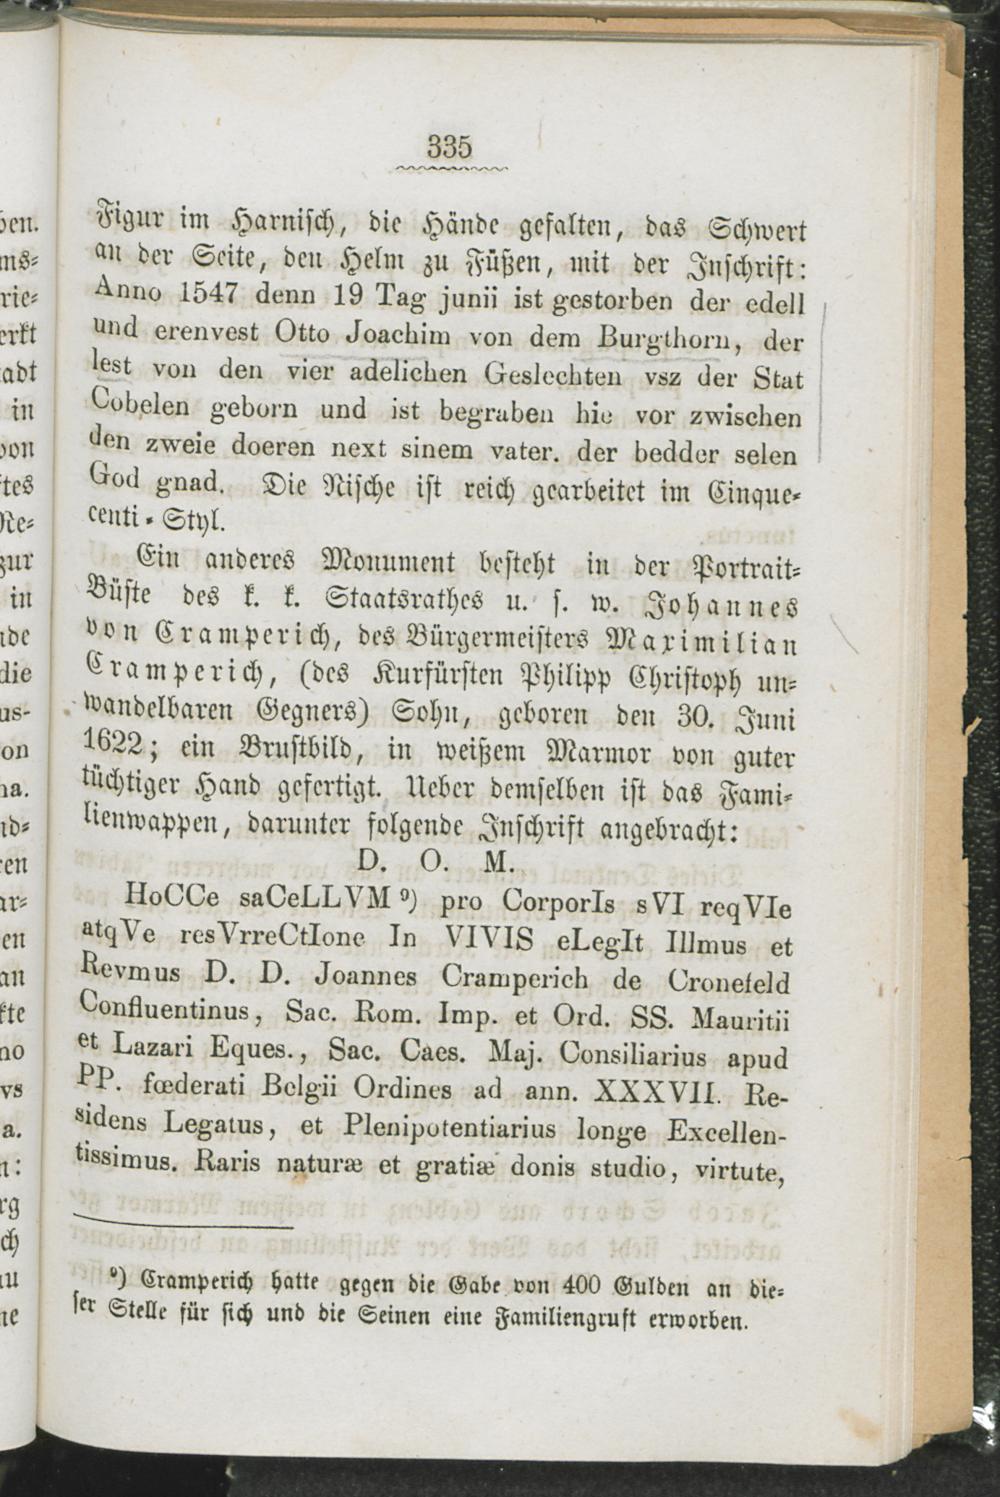 335
Figur im Harnisch, die Hände gefalten, das Schwert
an der Seite, den Helm zu Füßen, mit der Inschrift:
Anno 1547 denn 19 Tag junii ist gestorben der edell
und erenvest Otto Joachim von dem Burgthorn, der
lest von den vier adelichen Geslechten vsz der Stat
Cobelen geborn und ist begraben hie vor zwischen
den zweie doeren next sinem vater. der bedder selen
God gnad. Die Nische ist reich gearbeitet im Cinque-
centi-Styl.
Ein anderes Monument besteht in der Portrait-
Büste des k. k. Staatsrathes u. s. w. Johannes
von Cramperich, des Bürgermeisters Maximilian
Cramperich, (des Kurfürsten Philipp Christoph un-
wandelbaren Gegners) Sohn, geboren den 30. Juni
1622; ein Brustbild, in weißem Marmor von guter
tüchtiger Hand gefertigt. Ueber demselben ist das Fami-
lienwappen, darunter folgende Inschrift angebracht:
D. O. M.
HoCCe saCeLLVM ⁹) pro CorporIs sVI reqVIe
atqVe resVrreCtIone In VIVIS eLegIt Illmus et
Revmus D. D. Joannes Cramperich de Cronefeld
Confluentinus, Sac. Rom. Imp. et Ord. SS. Mauritii
et Lazari Eques., Sac. Caes. Maj. Consiliarius apud
PP. fœderati Belgii Ordines ad ann. XXXVII. Re-
sidens Legatus, et Plenipotentiarius longe Excellen-
tissimus. Raris naturæ et gratiæ donis studio, virtute,
⁹) Cramperich hatte gegen die Gabe von 400 Gulden an die-
ser Stelle für sich und die Seinen eine Familiengruft erworben.